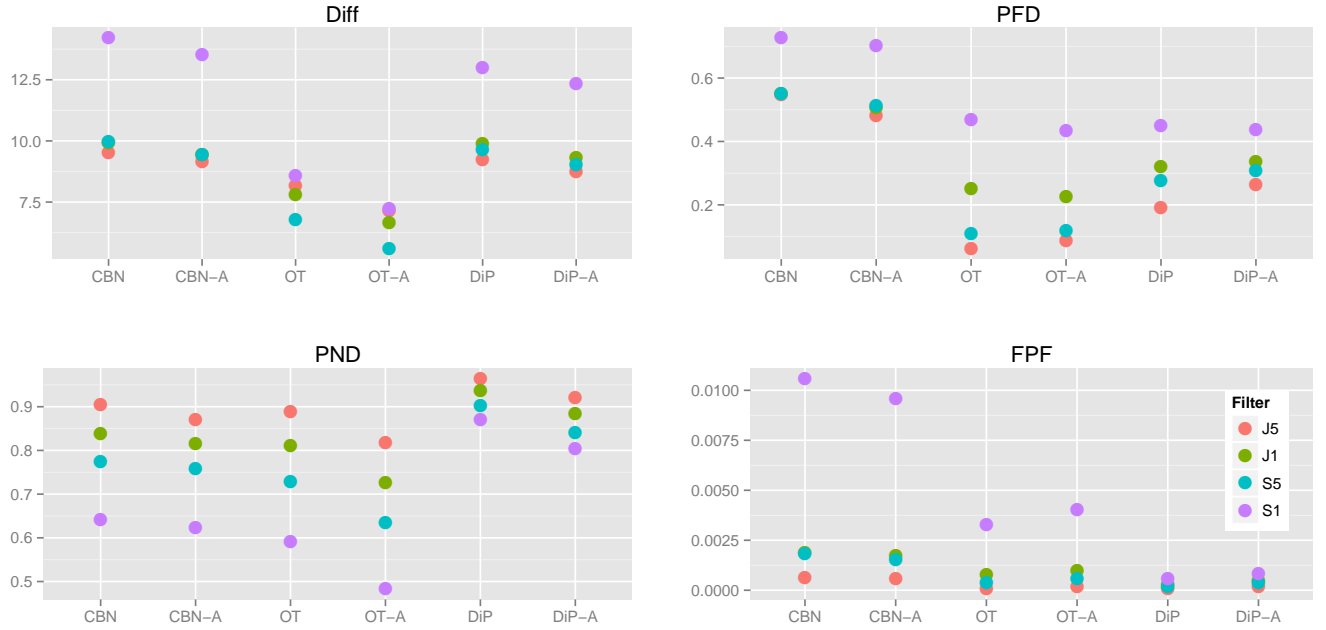 Diff
12.5
10.0
7.5
CBN CBN−A OT OT−A DiP DiP−A
PFD
0.6
0.4
0.2
CBN CBN−A OT OT−A DiP DiP−A
PND
0.9
0.8
0.7
0.6
0.5
CBN CBN−A OT OT−A DiP DiP−A
FPF
0.0100
0.0075
0.0050
0.0025
0.0000
CBN CBN−A OT OT−A DiP DiP−A
Filter
J5
J1
S5
S1